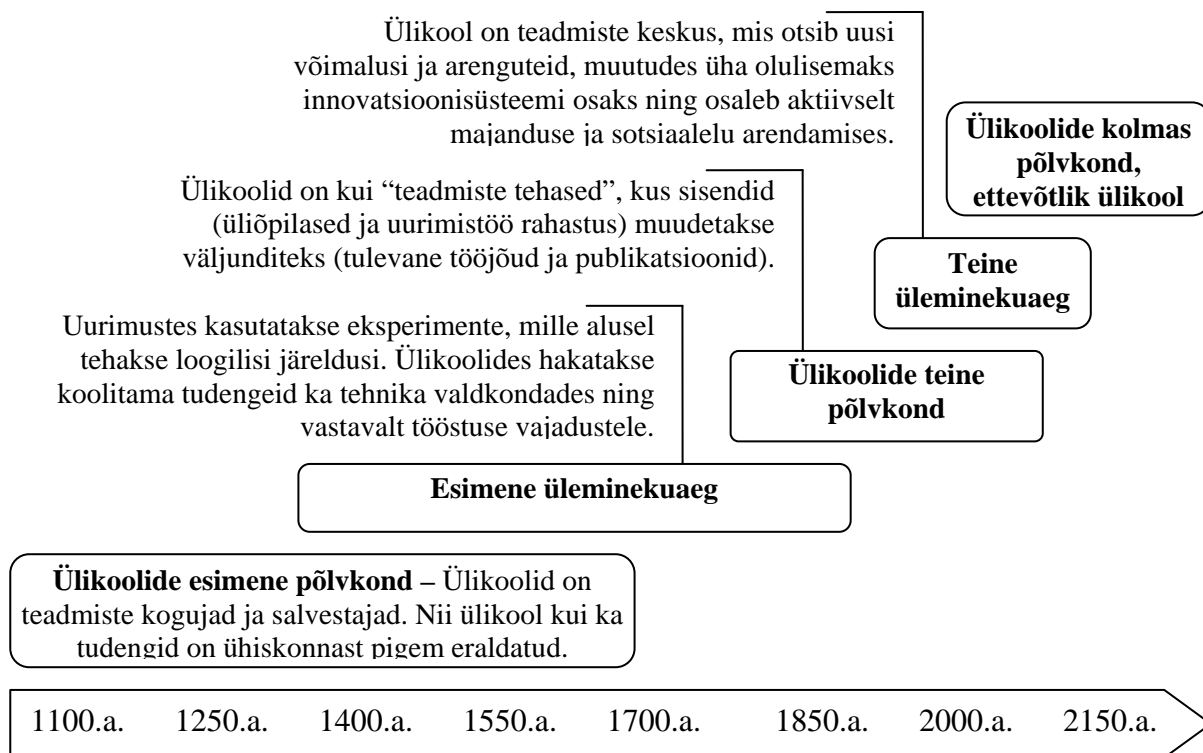 Ülikool on teadmiste keskus, mis otsib uusi
võimalusi ja arenguteid, muutudes üha olulisemaks
innovatsioonisüsteemi osaks ning osaleb aktiivselt
majanduse ja sotsiaalelu arendamises.
Ülikoolide kolmas
põlvkond,
ettevõtlik ülikool
Ülikoolid on kui “teadmiste tehased”, kus sisendid
(üliõpilased ja uurimistöö rahastus) muudetakse
väljunditeks (tulevane tööjõud ja publikatsioonid).
Teine
üleminekuaeg
Uurimustes kasutatakse eksperimente, mille alusel
tehakse loogilisi järeldusi. Ülikoolides hakatakse
koolitama tudengeid ka tehnika valdkondades ning
vastavalt tööstuse vajadustele.
Ülikoolide teine
põlvkond
Esimene üleminekuaeg
Ülikoolide esimene põlvkond – Ülikoolid on
teadmiste kogujad ja salvestajad. Nii ülikool kui ka
tudengid on ühiskonnast pigem eraldatud.
1100.a. 1250.a. 1400.a. 1550.a. 1700.a. 1850.a. 2000.a. 2150.a.